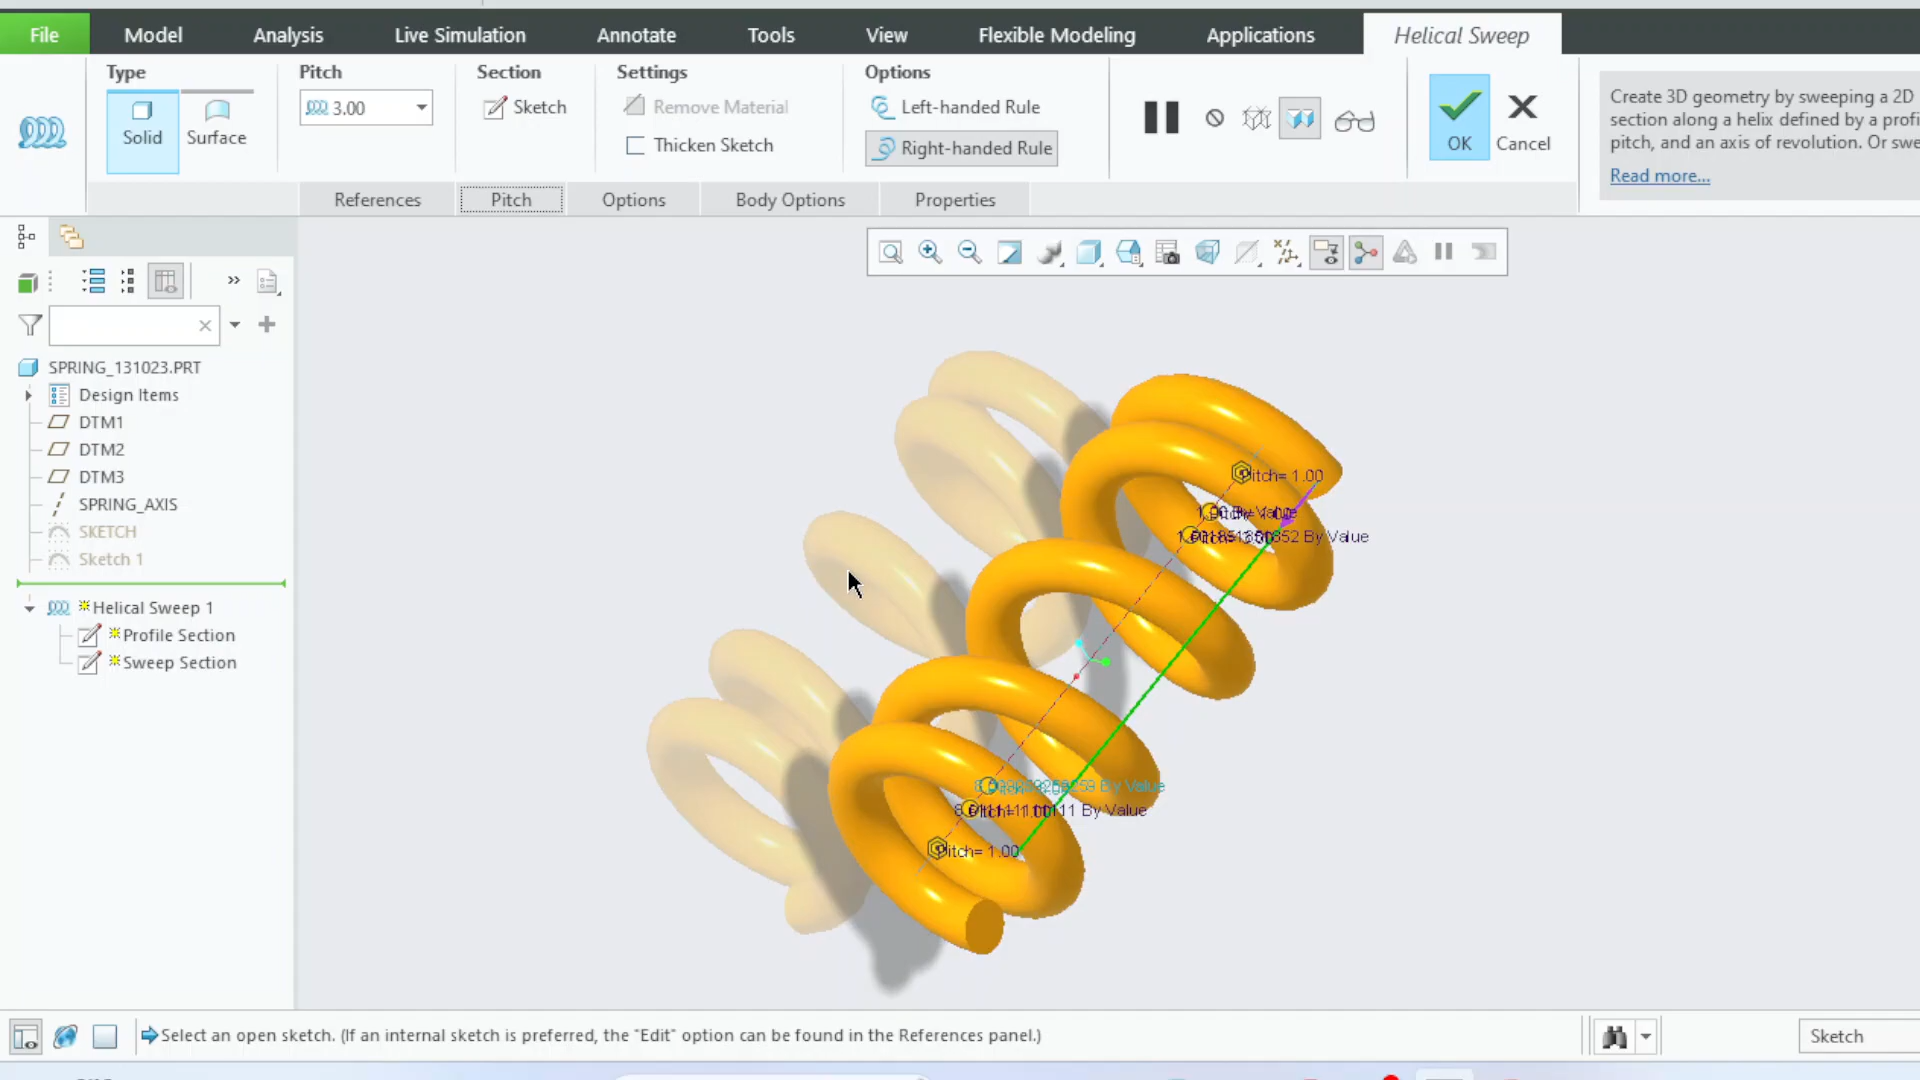 File Model Analysis Live Simulation Annotate Tools View Flexible Modeling Applications Helical Sweep
Type Pitch Section Settings Options
Solid Surface
3.00
Sketch
Remove Material
Thicken Sketch
Left-handed Rule
Right-handed Rule
OK Cancel
Create 3D geometry by sweeping a 2D
section along a helix defined by a profi
pitch, and an axis of revolution. Or swe
Read more...
References Pitch Options Body Options Properties
SPRING_131023.PRT
Design Items
DTM1
DTM2
DTM3
SPRING_AXIS
SKETCH
Sketch 1
Helical Sweep 1
Profile Section
Sweep Section
Pitch= 1.00
By Value
By Value
By Value
By Value
Pitch= 1.00
Select an open sketch. (If an internal sketch is preferred, the "Edit" option can be found in the References panel.)
Sketch